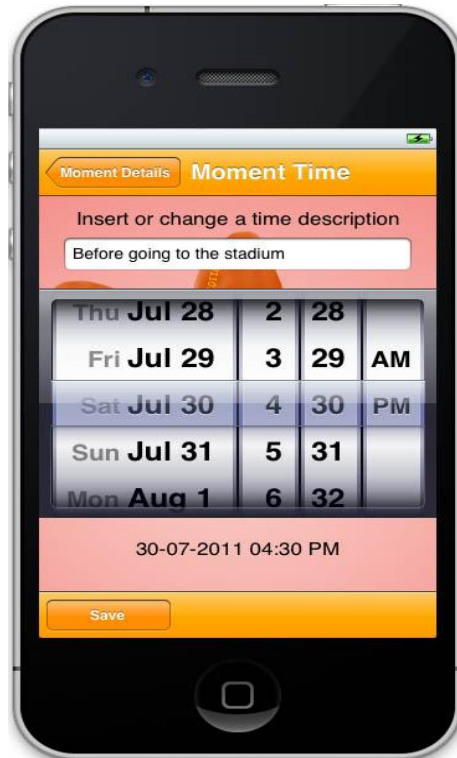 Moment Details Moment Time
Insert or change a time description
Before going to the stadium
Thu Jul 28 2 28
Fri Jul 29 3 29 AM
Sat Jul 30 4 30 PM
Sun Jul 31 5 31
Mon Aug 1 6 32
30-07-2011 04:30 PM
Save